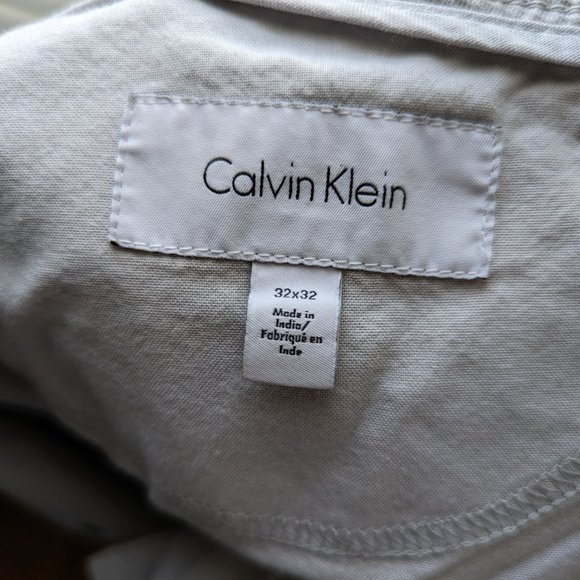 Calvin Klein
32x32
Made in
India/
Fabriqué en
Inde